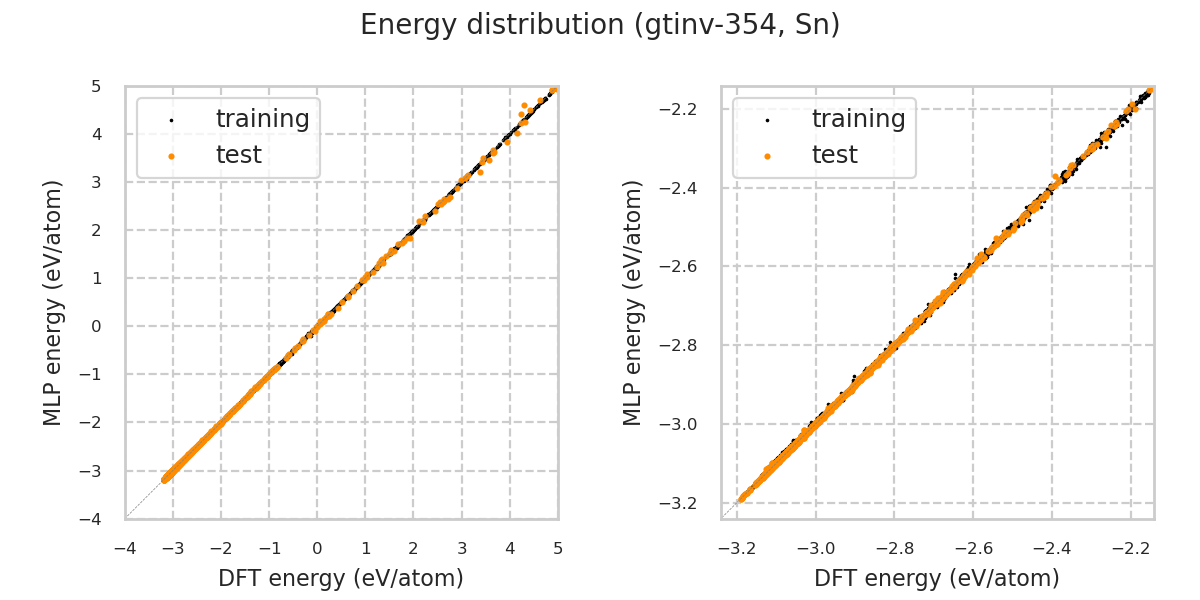 Energy distribution (gtinv-354, Sn)
training
test
5
4
3
2
1
0
−1
−2
−3
−4
−4 −3 −2 −1 0 1 2 3 4 5
MLP energy (eV/atom)
DFT energy (eV/atom)
training
test
−2.2
−2.4
−2.6
−2.8
−3.0
−3.2
−3.2 −3.0 −2.8 −2.6 −2.4 −2.2
MLP energy (eV/atom)
DFT energy (eV/atom)